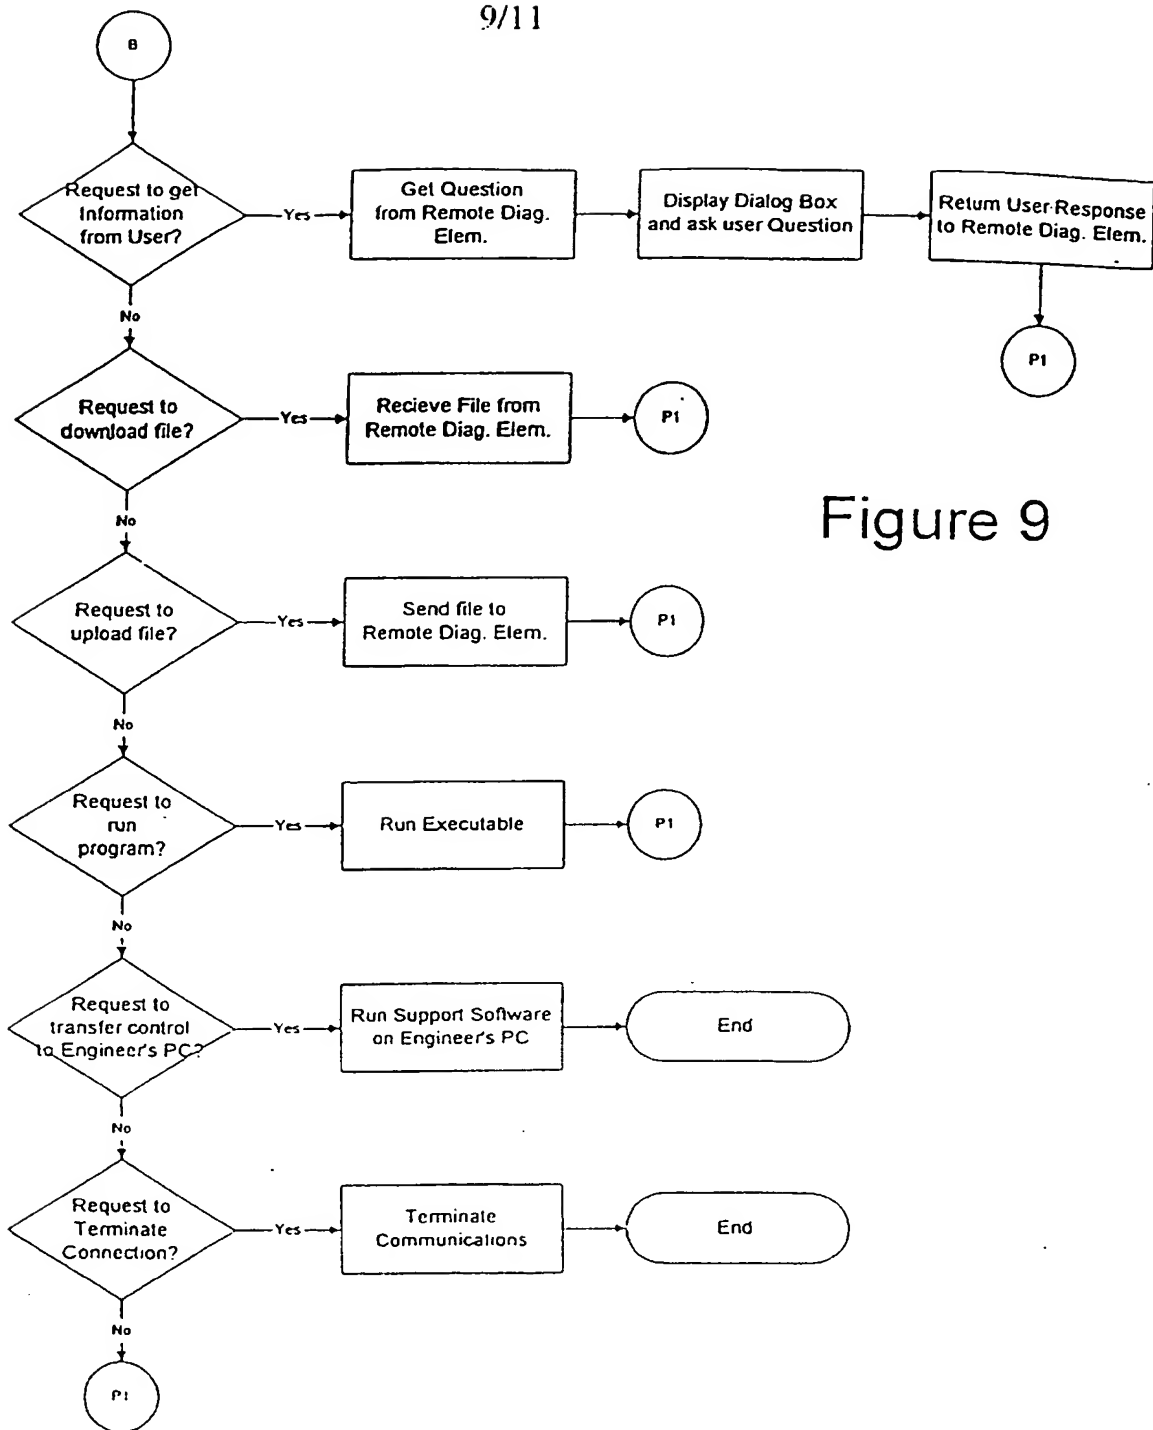 9/11
B
Request to get
Information
from User?
Yes
Get Question
from Remote Diag.
Elem.
Display Dialog Box
and ask user Question
Return User Response
to Remote Diag. Elem.
P1
No
Request to
download file?
Yes
Recieve File from
Remote Diag. Elem.
P1
No
Figure 9
Request to
upload file?
Yes
Send file to
Remote Diag. Elem.
P1
No
Request to
run
program?
Yes
Run Executable
P1
No
Request to
transfer control
to Engineer's PC?
Yes
Run Support Software
on Engineer's PC
End
No
Request to
Terminate
Connection?
Yes
Terminate
Communications
End
No
P1